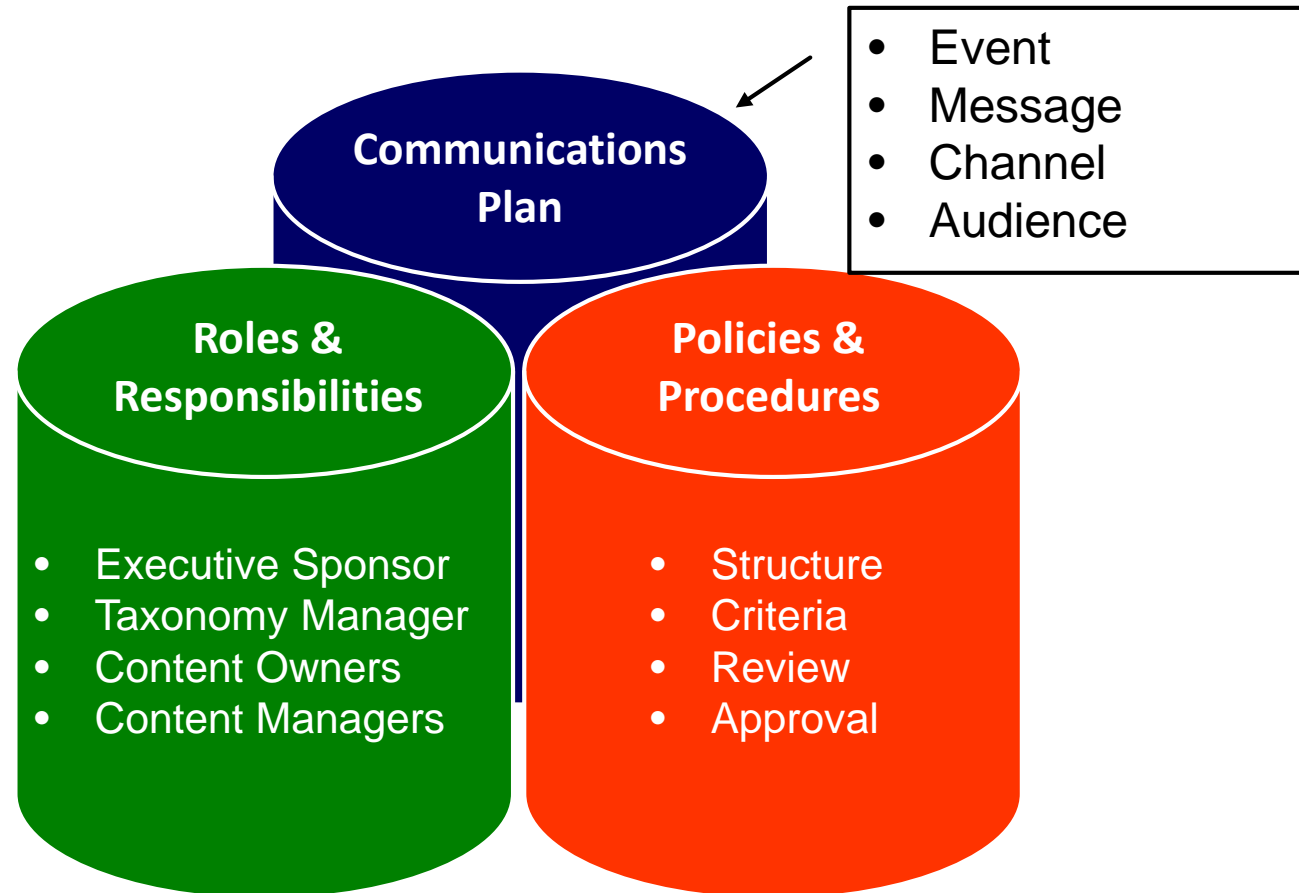 Communications
Plan
• Event
• Message
• Channel
• Audience
Roles &
Responsibilities
• Executive Sponsor
• Taxonomy Manager
• Content Owners
• Content Managers
Policies &
Procedures
• Structure
• Criteria
• Review
• Approval